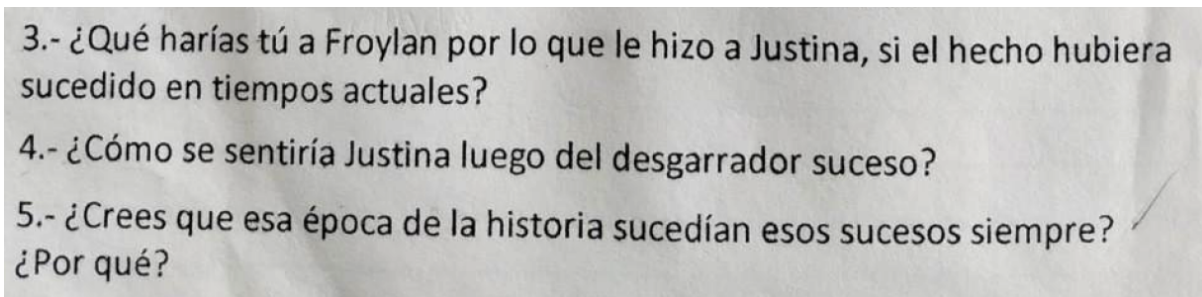 3.- ¿Qué harías tú a Froylan por lo que le hizo a Justina, si el hecho hubiera
sucedido en tiempos actuales?
4.- ¿Cómo se sentiría Justina luego del desgarrador suceso?
5.- ¿Crees que esa época de la historia sucedían esos sucesos siempre?
¿Por qué?